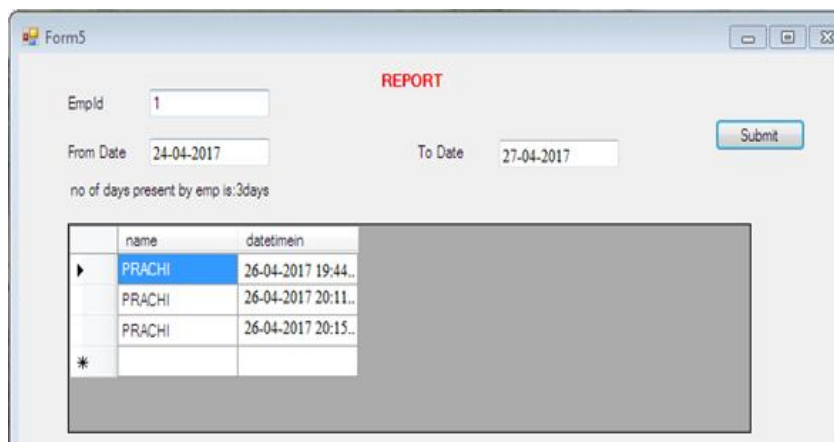 Form5
REPORT
EmpId 1
Submit
From Date 24-04-2017 To Date 27-04-2017
no of days present by emp is:3days
name datetimein
PRACHI 26-04-2017 19:44..
PRACHI 26-04-2017 20:11..
PRACHI 26-04-2017 20:15..